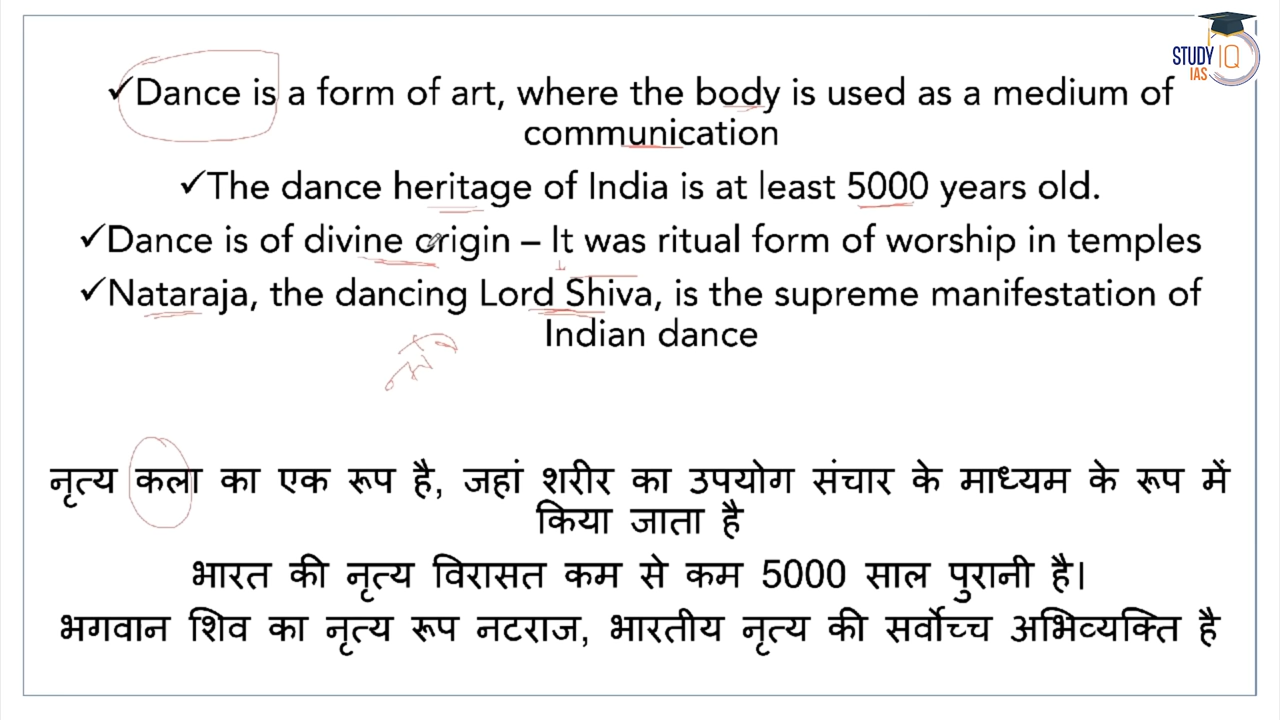 STUDY IQ
IAS
✓Dance is a form of art, where the body is used as a medium of
communication
✓The dance heritage of India is at least 5000 years old.
✓Dance is of divine origin – It was ritual form of worship in temples
✓Nataraja, the dancing Lord Shiva, is the supreme manifestation of
Indian dance
नृत्य कला का एक रूप है, जहां शरीर का उपयोग संचार के माध्यम के रूप में
किया जाता है
भारत की नृत्य विरासत कम से कम 5000 साल पुरानी है।
भगवान शिव का नृत्य रूप नटराज, भारतीय नृत्य की सर्वोच्च अभिव्यक्ति है